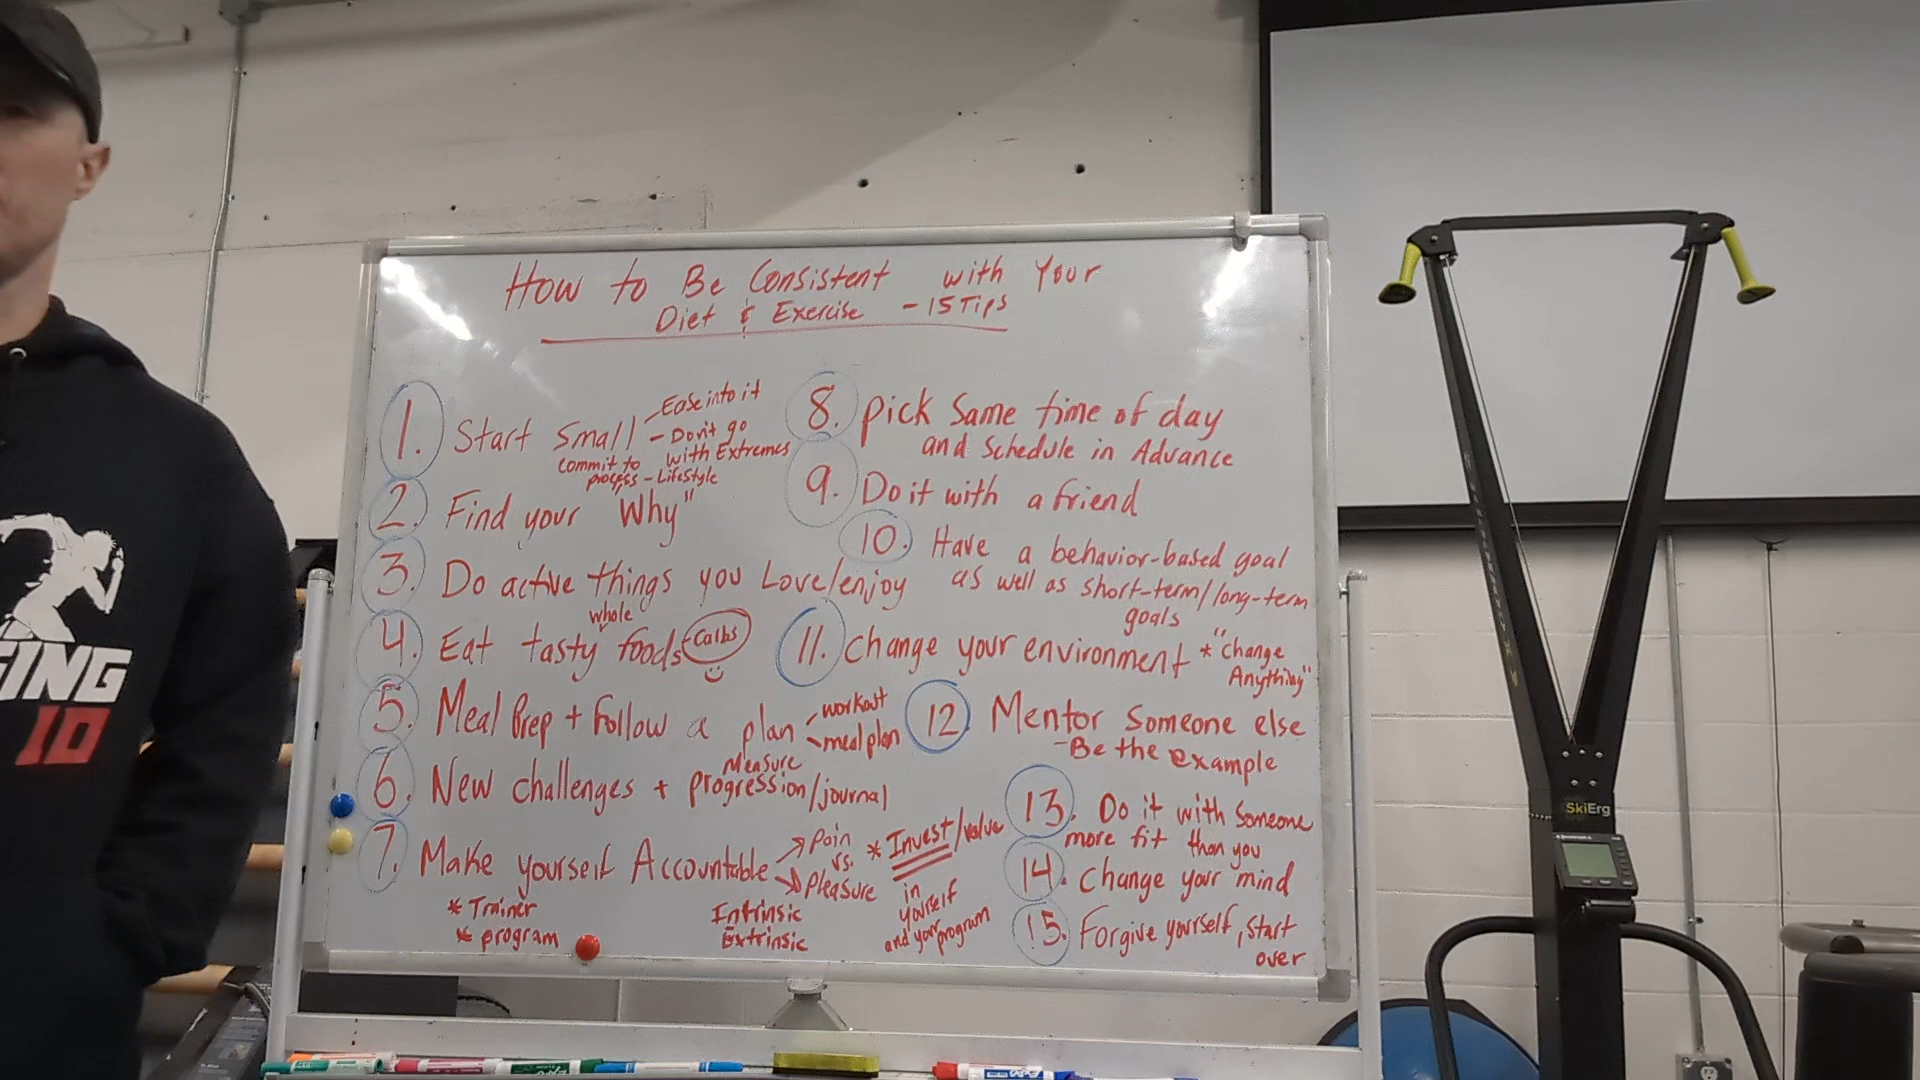 How to Be Consistent with Your
Diet & Exercise - 15 Tips
1. Start Small - Ease into it
- Don't go
with Extremes
commit to
process - Lifestyle
2. Find your "Why"
3. Do active things you Love/enjoy
whole
4. Eat tasty foods Carbs
5. Meal Prep + Follow a plan - workout
- meal plan
6. New challenges + progression/journal
Measure
7. Make yourself Accountable → Pain
vs.
→ Pleasure
* Trainer
* program
Intrinsic
Extrinsic
* Invest/value
in
yourself
and your program
8. Pick Same time of day
and Schedule in Advance
9. Do it with a friend
10. Have a behavior-based goal
as well as short-term/long-term
goals
11. Change your environment * "Change
Anything"
12. Mentor Someone else
- Be the example
13. Do it with Someone
more fit than you
14. Change your mind
15. Forgive yourself, start
over
ING
10
SkiErg